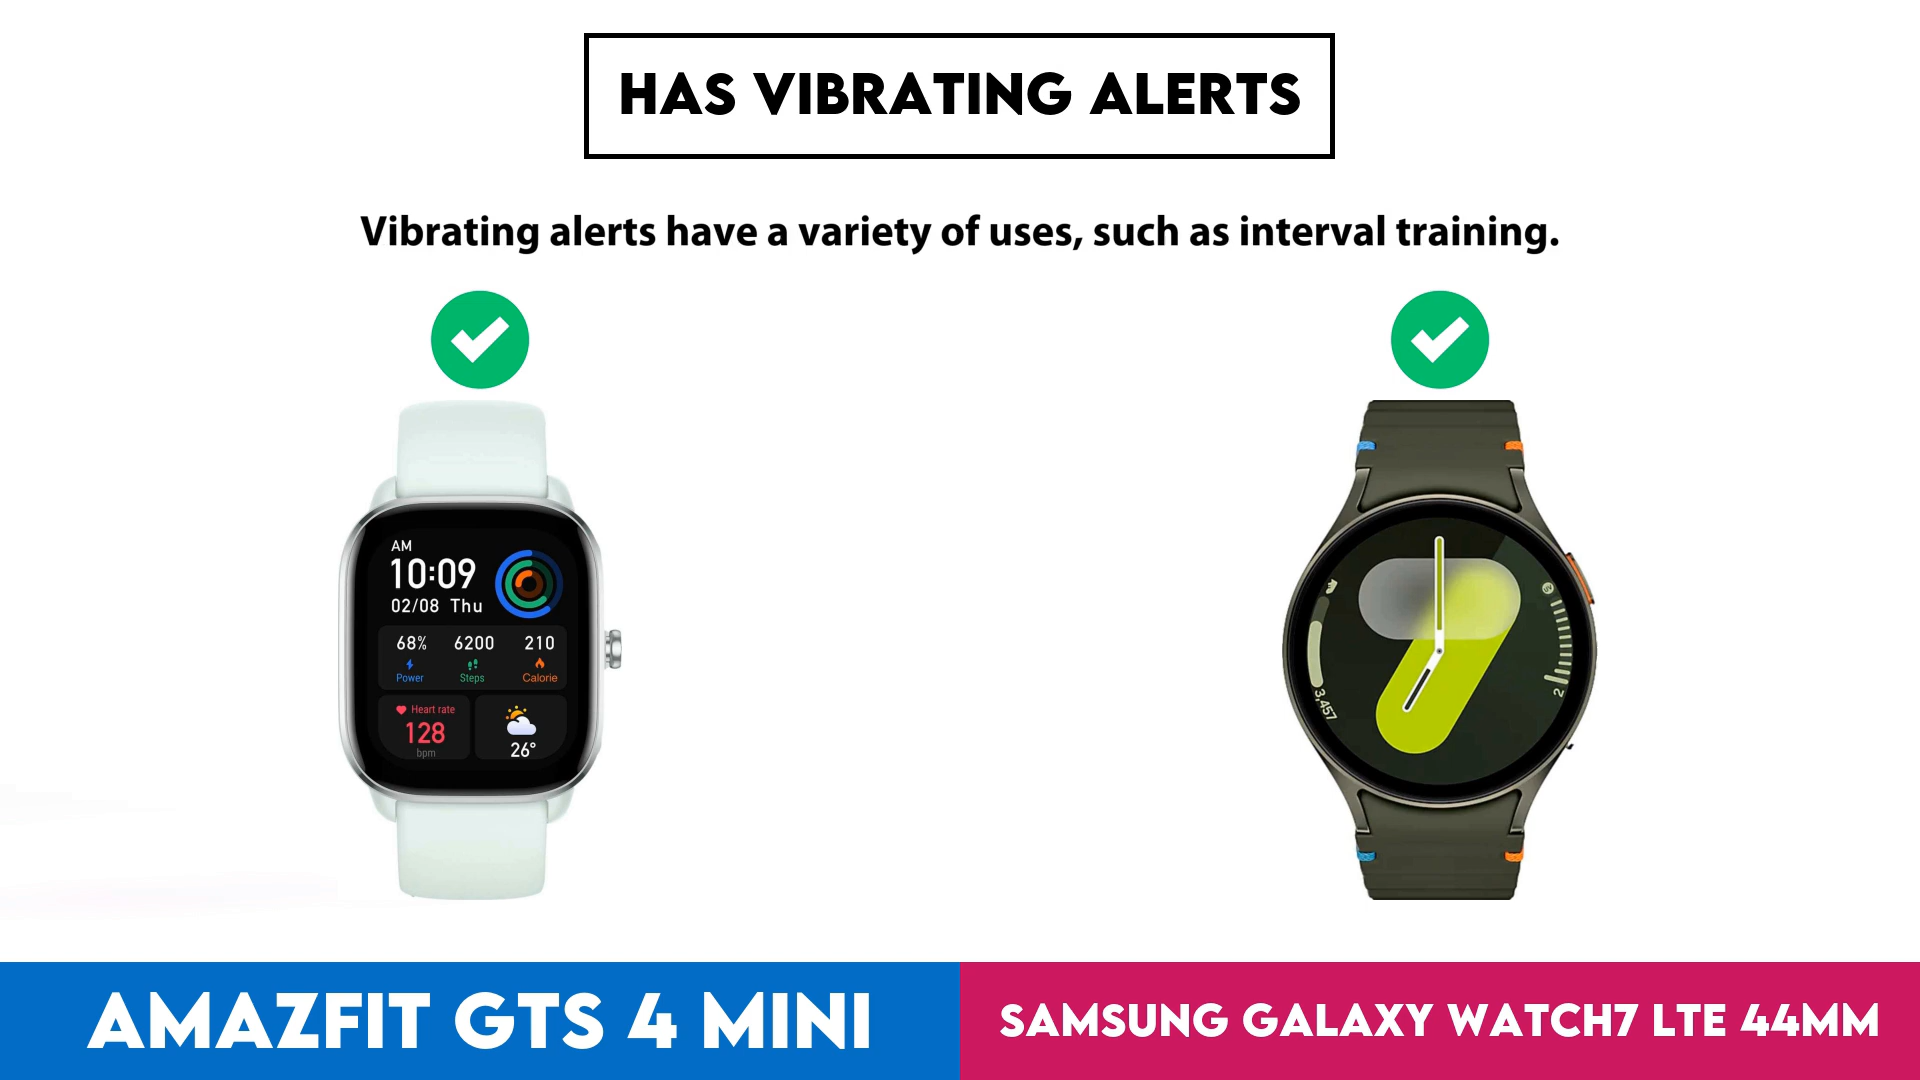 HAS VIBRATING ALERTS
Vibrating alerts have a variety of uses, such as interval training.
AM
10:09
02/08 Thu
68% 6200 210
Power Steps Calorie
Heart rate
128
bpm
26°
3,457
UV
2
AMAZFIT GTS 4 MINI
SAMSUNG GALAXY WATCH7 LTE 44MM